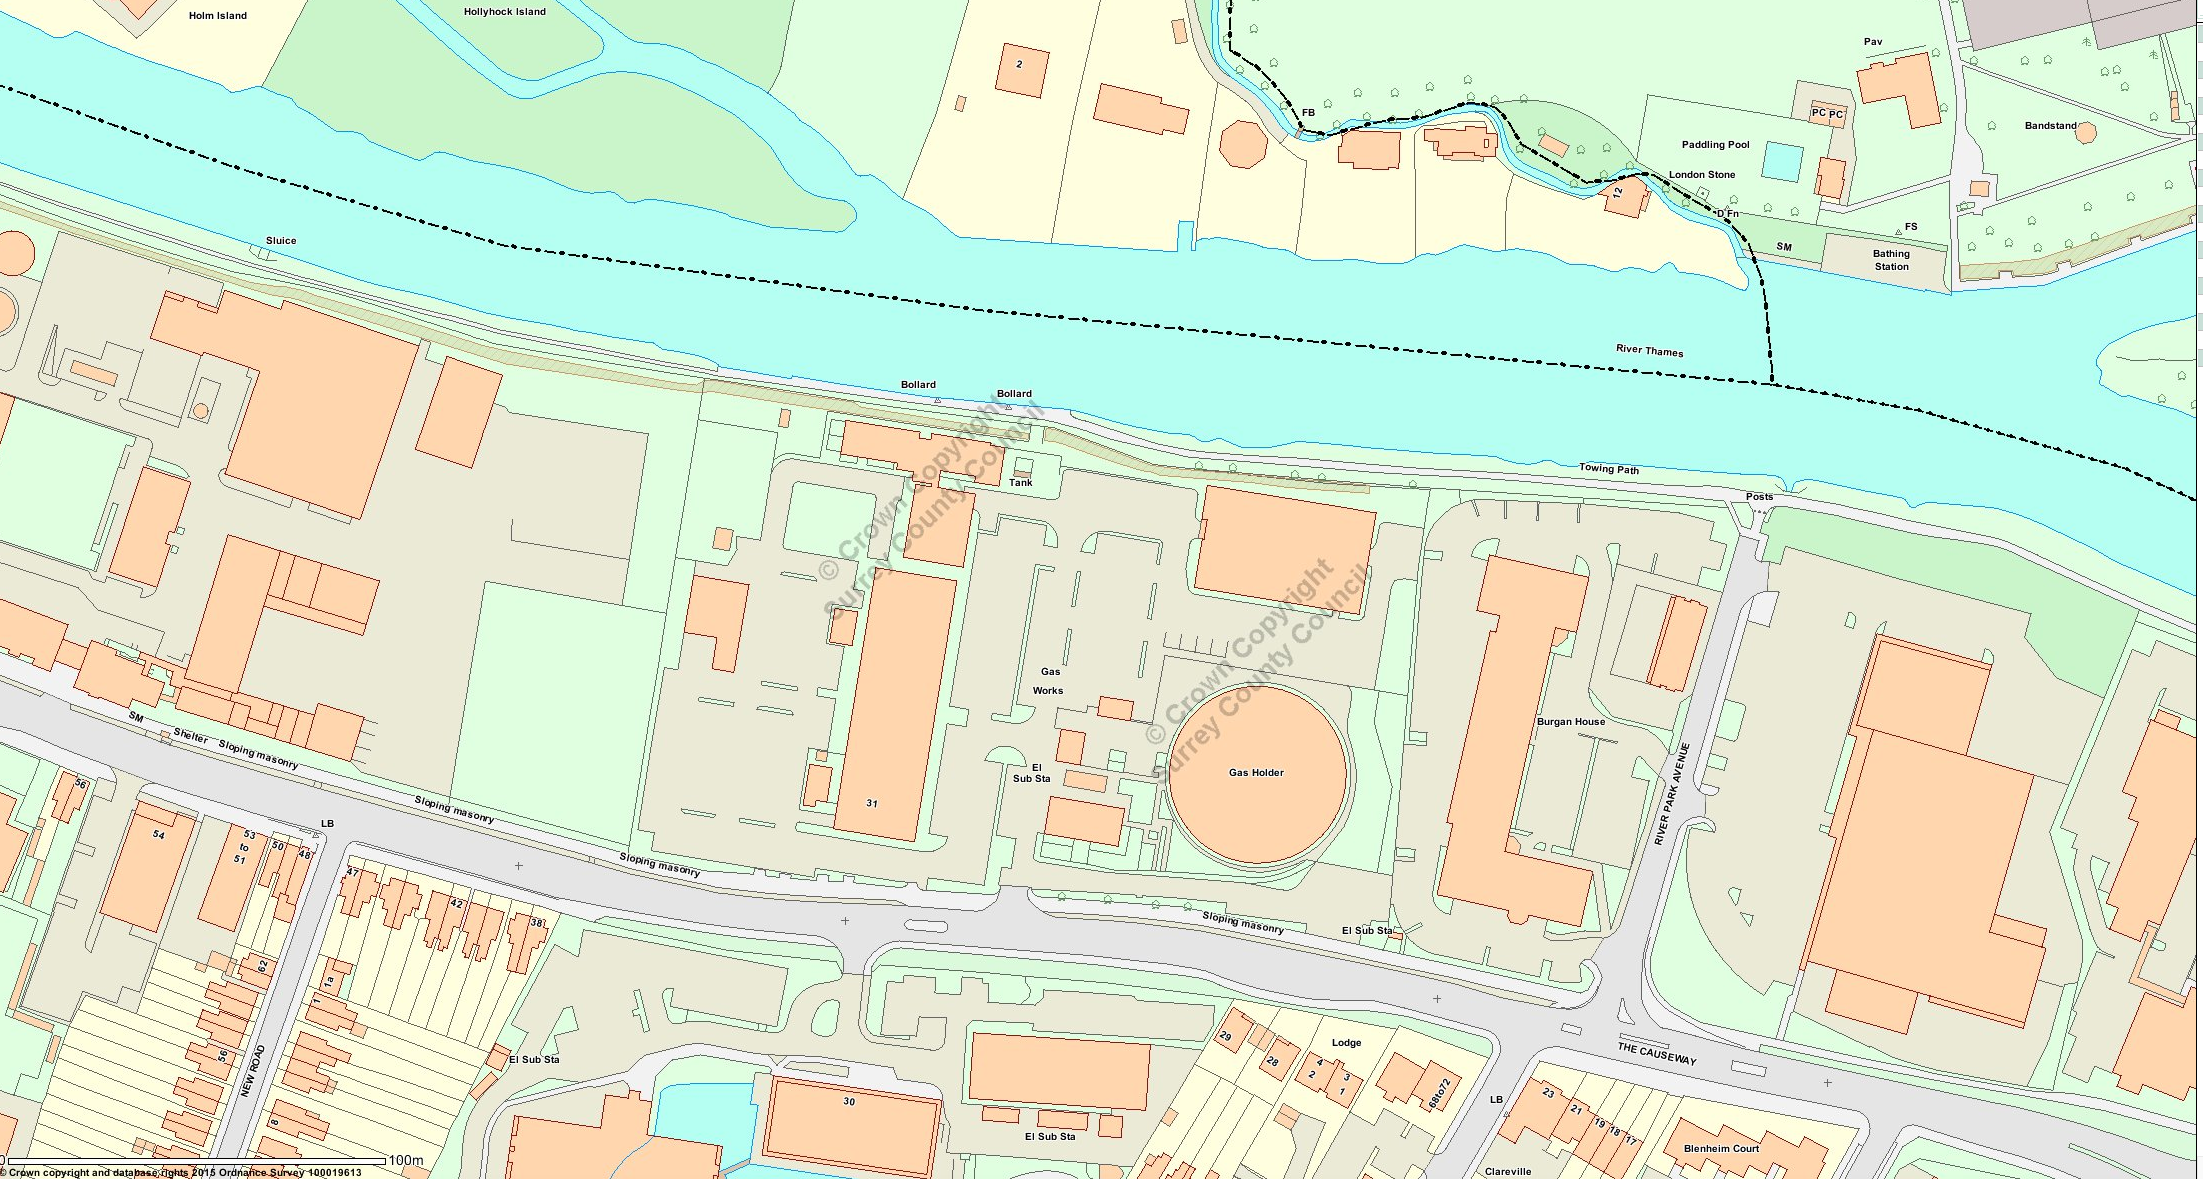 Holm Island
Hollyhock Island
2
FB
Pav
PC PC
Bandstand
Paddling Pool
London Stone
12
D Fn
FS
SM
Bathing
Station
Sluice
River Thames
Bollard
Bollard
Towing Path
Tank
Posts
© Crown Copyright
Surrey County Council
© Crown Copyright
Surrey County Council
Gas
Works
Burgan House
RIVER PARK AVENUE
El
Sub Sta
Gas Holder
31
SM
Shelter
Sloping masonry
Sloping masonry
Sloping masonry
Sloping masonry
El Sub Sta
56
54
53
to
51
50
48
LB
47
42
38
62
1a
1
56
NEW ROAD
8
El Sub Sta
30
El Sub Sta
29
28
4
2
3
1
Lodge
68to72
THE CAUSEWAY
LB
23
21
19
18
17
Blenheim Court
Clareville
0
100m
© Crown copyright and database rights 2015 Ordnance Survey 100019613